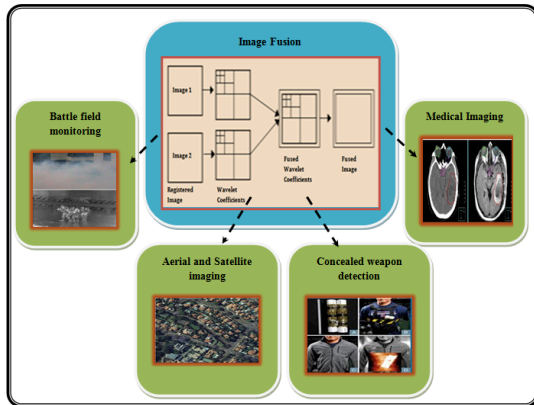 Image Fusion
Image 1
Image 2
Registered
Image
Wavelet
Coefficients
Fused
Wavelet
Coefficients
Fused
Image
Battle field
monitoring
Medical Imaging
Aerial and Satellite
imaging
Concealed weapon
detection